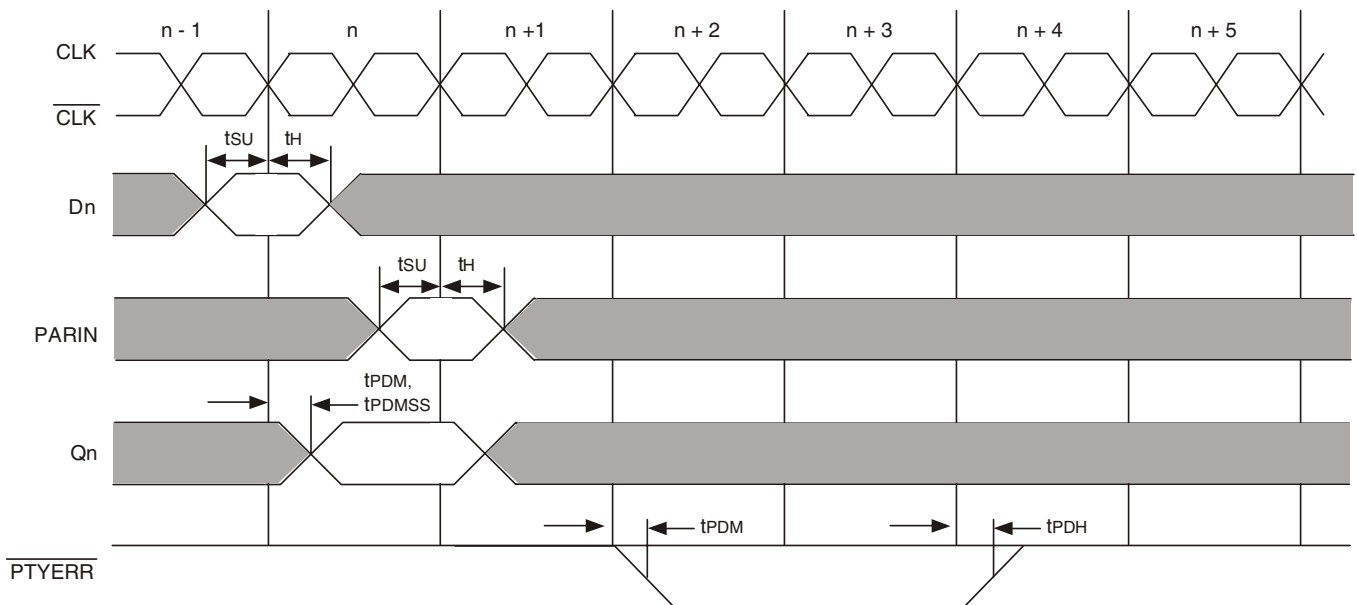 n - 1 n n +1 n + 2 n + 3 n + 4 n + 5
CLK
CLK
tSU tH
Dn
tSU tH
PARIN
tPDM,
tPDMSS
Qn
tPDM tPDH
PTYERR